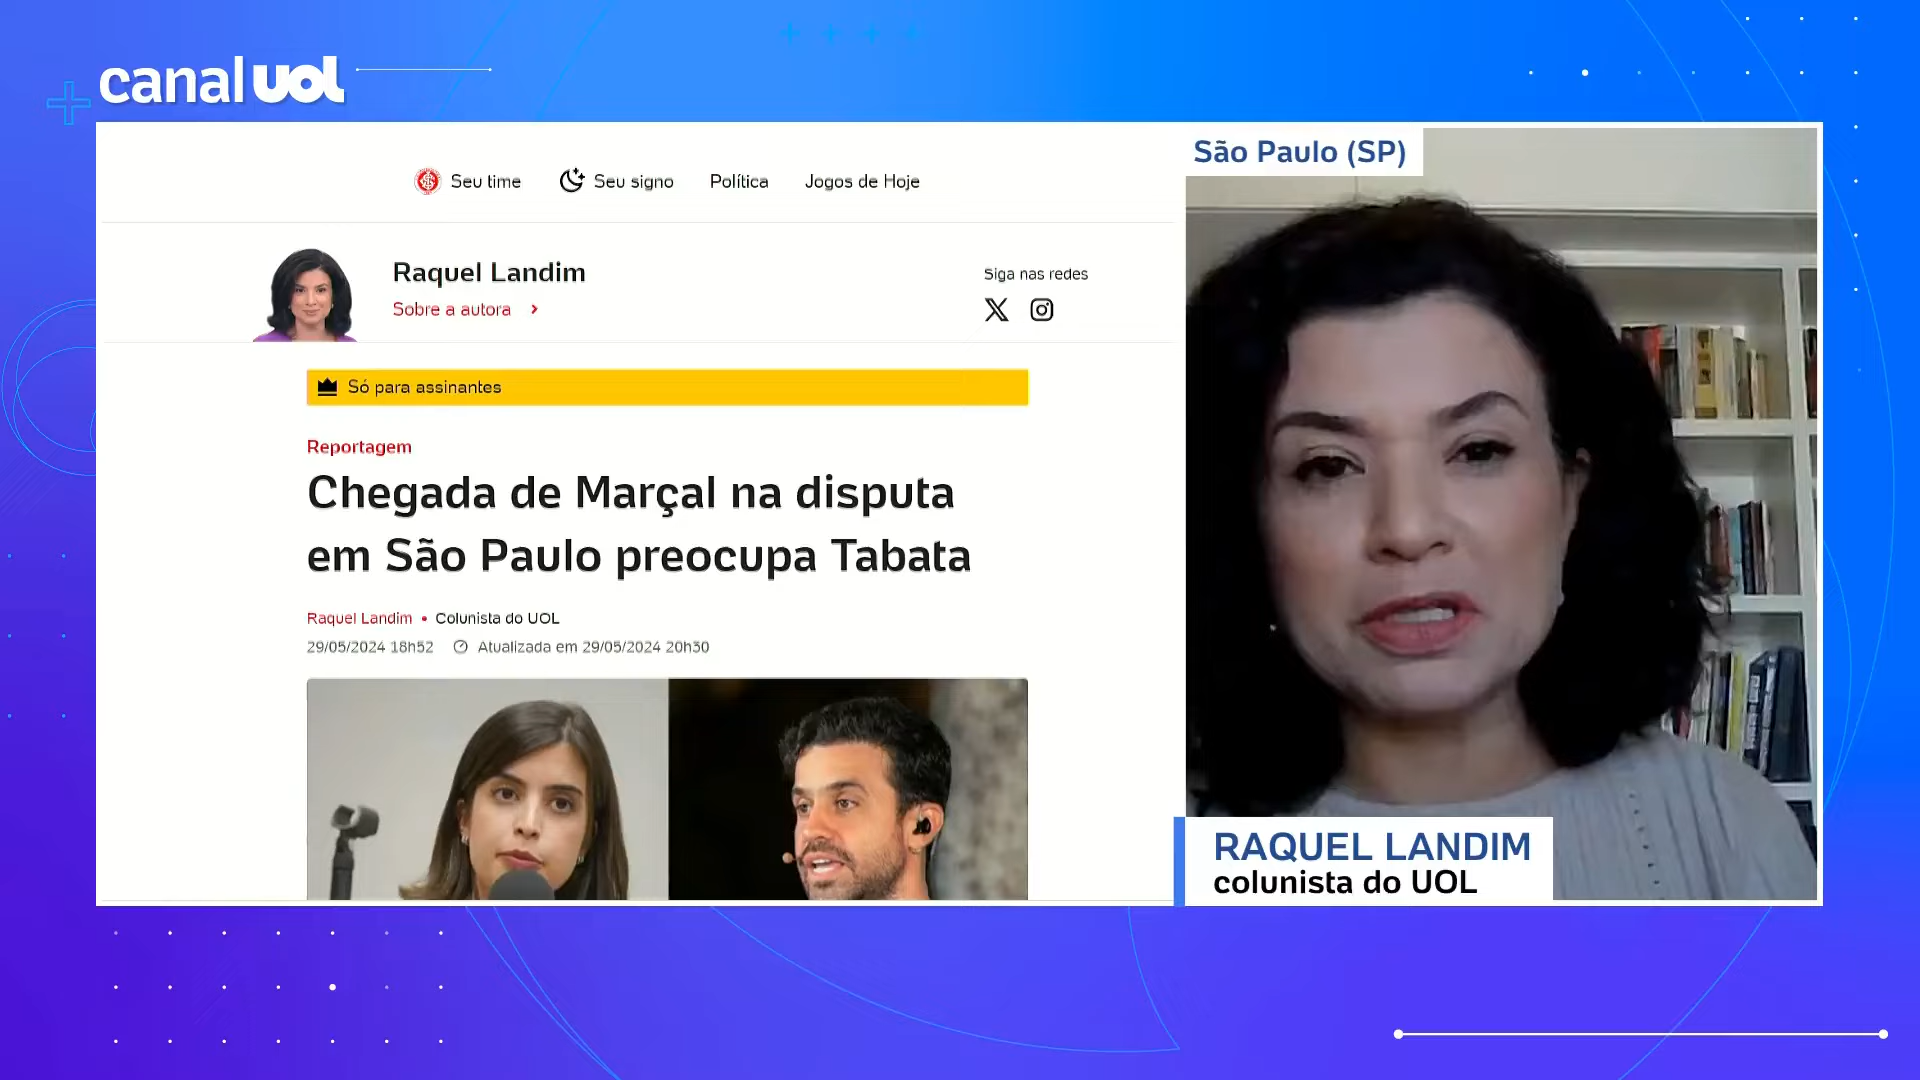 canal uol
Seu time
Seu signo
Política
Jogos de Hoje
Raquel Landim
Sobre a autora
Siga nas redes
Só para assinantes
Reportagem
Chegada de Marçal na disputa
em São Paulo preocupa Tabata
Raquel Landim • Colunista do UOL
29/05/2024 18h52 Atualizada em 29/05/2024 20h30
São Paulo (SP)
RAQUEL LANDIM
colunista do UOL